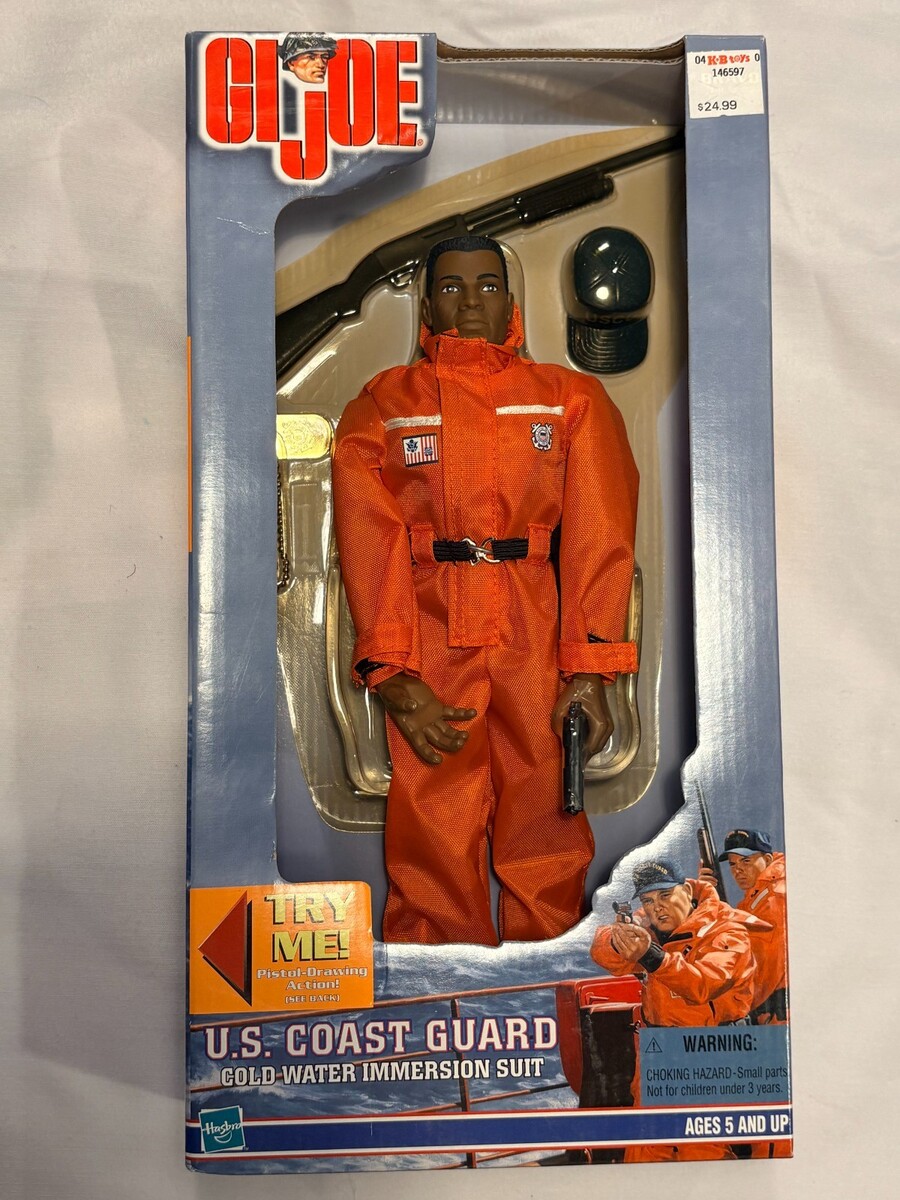 GI JOE®
04 K·B toys 0
146597
$24.99
TRY
ME!
Pistol-Drawing
Action!
(SEE BACK)
U.S. COAST GUARD
COLD WATER IMMERSION SUIT
WARNING:
CHOKING HAZARD-Small parts
Not for children under 3 years.
Hasbro
AGES 5 AND UP